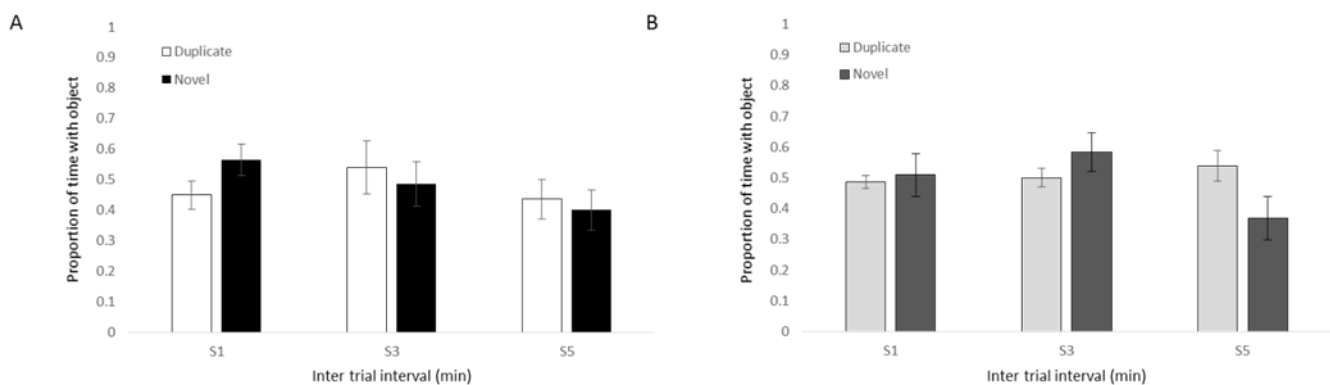 A
Proportion of time with object
1
0.9
0.8
0.7
0.6
0.5
0.4
0.3
0.2
0.1
0
Duplicate
Novel
S1
S3
S5
Inter trial interval (min)
B
Proportion of time with object
1
0.9
0.8
0.7
0.6
0.5
0.4
0.3
0.2
0.1
0
Duplicate
Novel
S1
S3
S5
Inter trial interval (min)